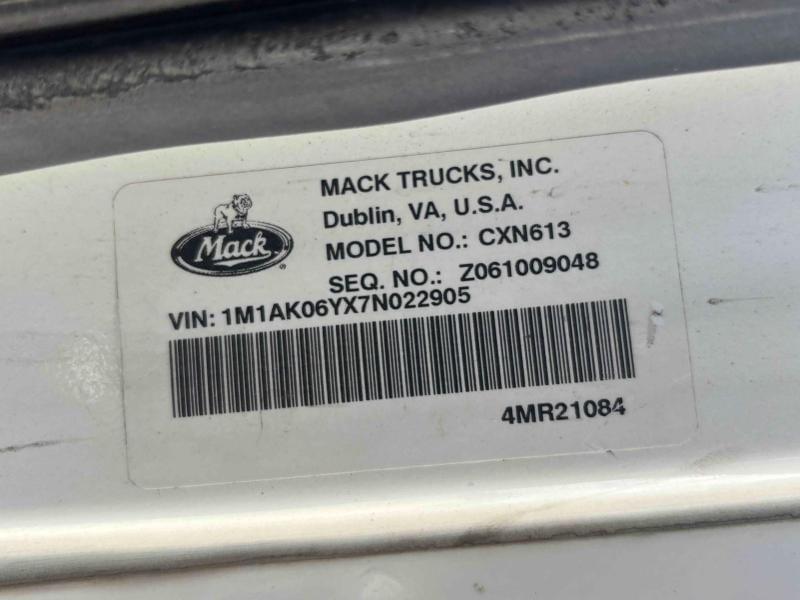 MACK TRUCKS, INC.
Dublin, VA, U.S.A.
Mack®
MODEL NO.: CXN613
SEQ. NO.: Z061009048
VIN: 1M1AK06YX7N022905
4MR21084